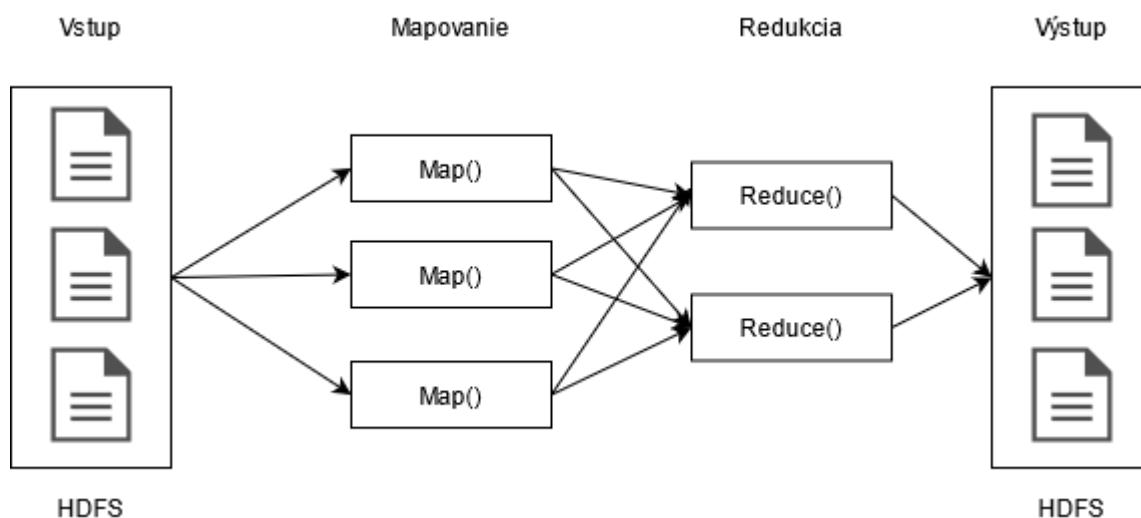 Vstup
Mapovanie
Redukcia
Výstup
Map()
Map()
Map()
Reduce()
Reduce()
HDFS
HDFS